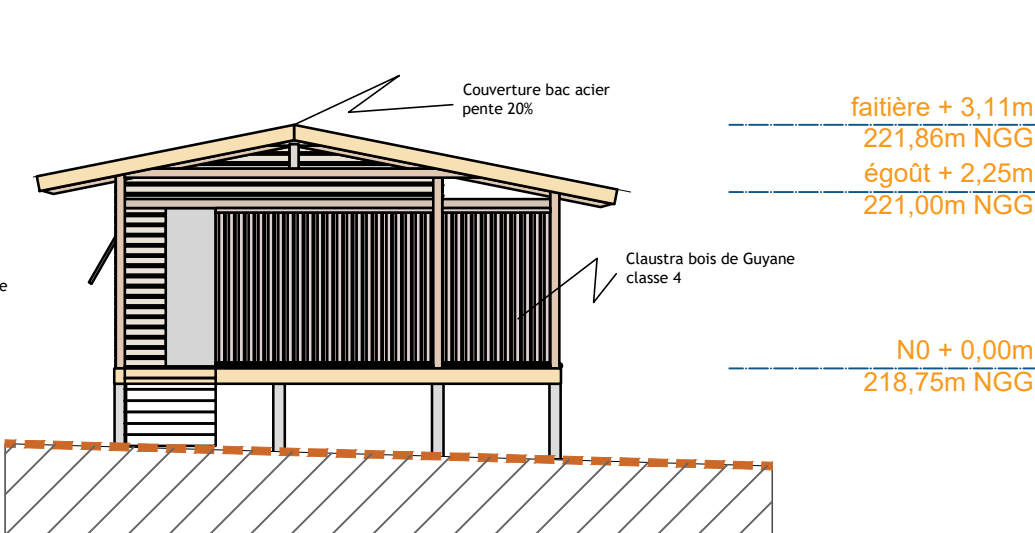 Couverture bac acier
pente 20%
faitière + 3,11m
221,86m NGG
égoût + 2,25m
221,00m NGG
Claustra bois de Guyane
classe 4
e
N0 + 0,00m
218,75m NGG